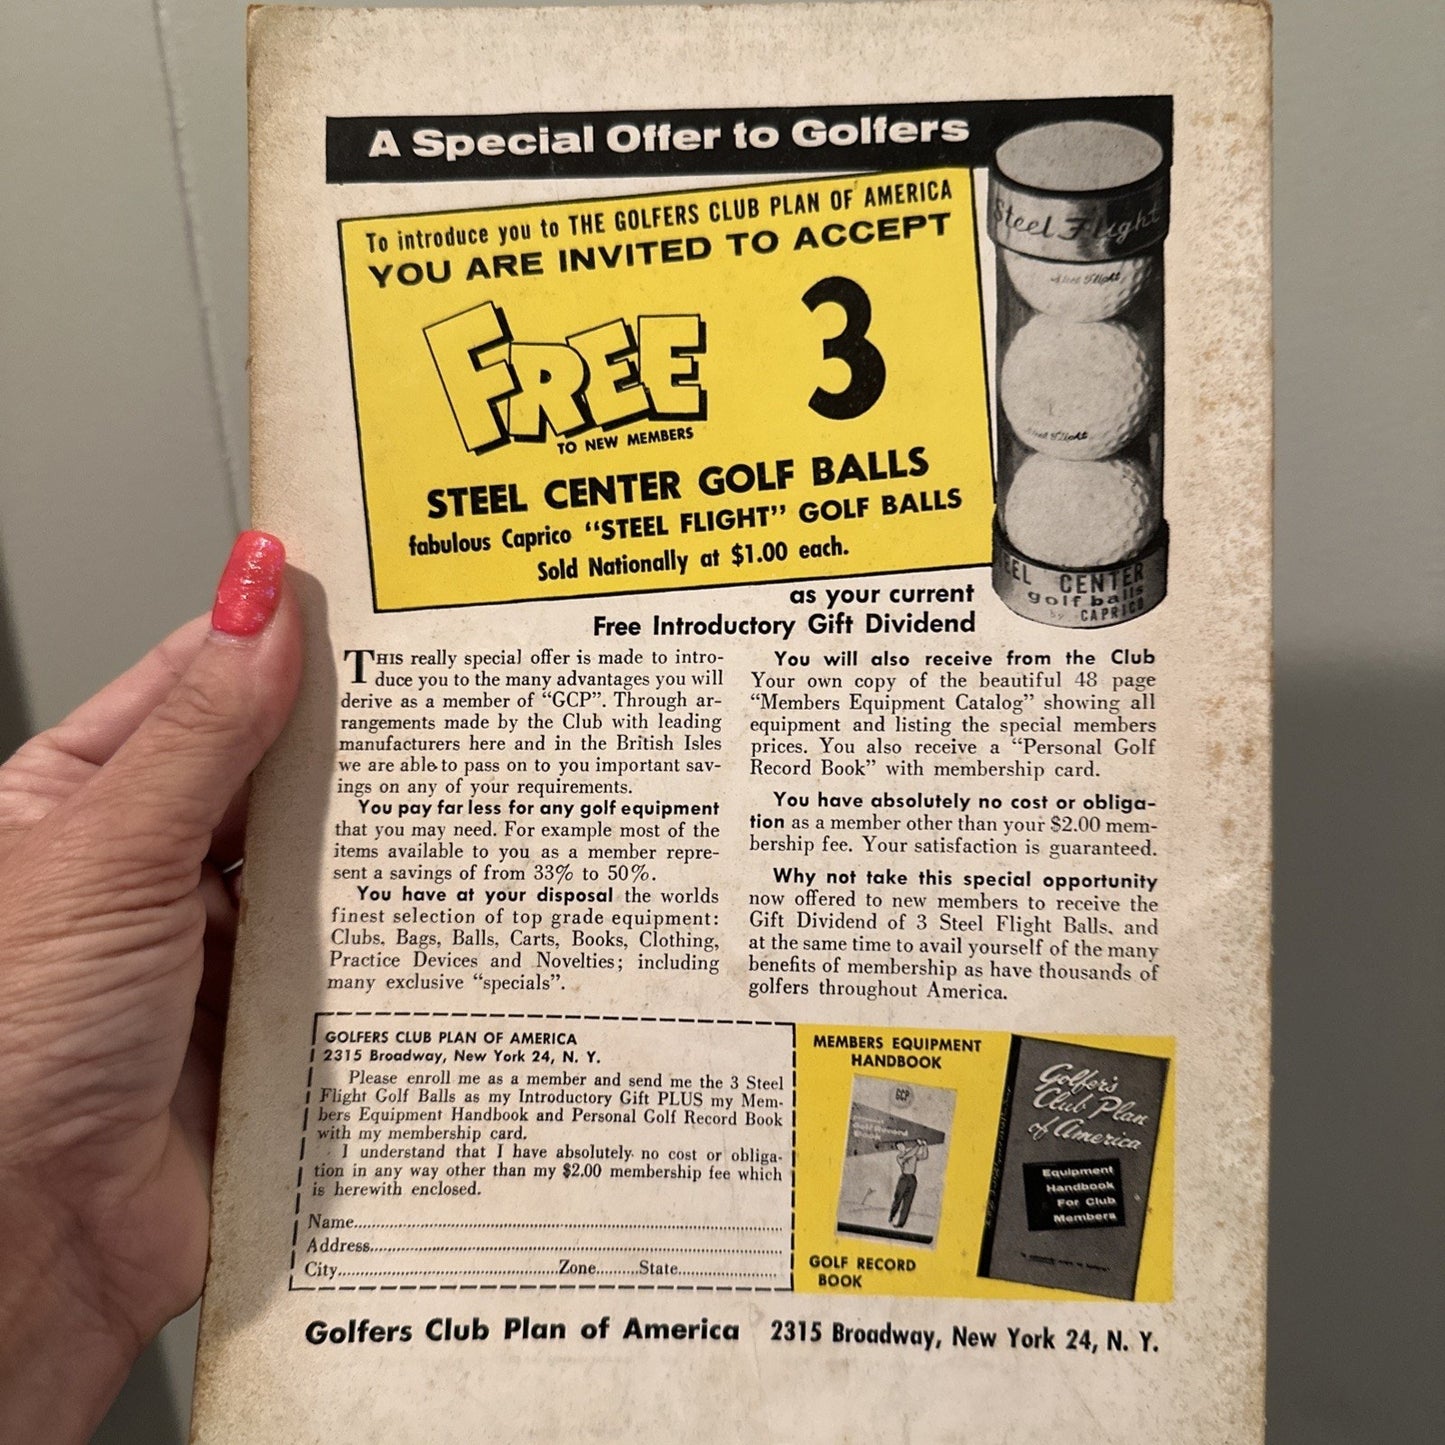 A Special Offer to Golfers
To introduce you to THE GOLFERS CLUB PLAN OF AMERICA
YOU ARE INVITED TO ACCEPT
FREE 3
TO NEW MEMBERS
STEEL CENTER GOLF BALLS
fabulous Caprico "STEEL FLIGHT" GOLF BALLS
Sold Nationally at $1.00 each.
Steel Flight
Steel Flight
Steel Flight
EEL CENTER
golf balls
by CAPRICO
as your current
Free Introductory Gift Dividend
THIS really special offer is made to intro-
duce you to the many advantages you will
derive as a member of "GCP". Through ar-
rangements made by the Club with leading
manufacturers here and in the British Isles
we are able to pass on to you important sav-
ings on any of your requirements.
You pay far less for any golf equipment
that you may need. For example most of the
items available to you as a member repre-
sent a savings of from 33% to 50%.
You have at your disposal the worlds
finest selection of top grade equipment:
Clubs, Bags, Balls, Carts, Books, Clothing,
Practice Devices and Novelties; including
many exclusive "specials".
You will also receive from the Club
Your own copy of the beautiful 48 page
"Members Equipment Catalog" showing all
equipment and listing the special members
prices. You also receive a "Personal Golf
Record Book" with membership card.
You have absolutely no cost or obliga-
tion as a member other than your $2.00 mem-
bership fee. Your satisfaction is guaranteed.
Why not take this special opportunity
now offered to new members to receive the
Gift Dividend of 3 Steel Flight Balls, and
at the same time to avail yourself of the many
benefits of membership as have thousands of
golfers throughout America.
GOLFERS CLUB PLAN OF AMERICA
2315 Broadway, New York 24, N. Y.
Please enroll me as a member and send me the 3 Steel
Flight Golf Balls as my Introductory Gift PLUS my Mem-
bers Equipment Handbook and Personal Golf Record Book
with my membership card.
I understand that I have absolutely no cost or obliga-
tion in any way other than my $2.00 membership fee which
is herewith enclosed.
Name
Address
City Zone State
MEMBERS EQUIPMENT
HANDBOOK
GCP
Golf Record
GOLF RECORD
BOOK
Golfer's
Club Plan
of America
Equipment
Handbook
For Club
Members
Golfers Club Plan of America 2315 Broadway, New York 24, N. Y.